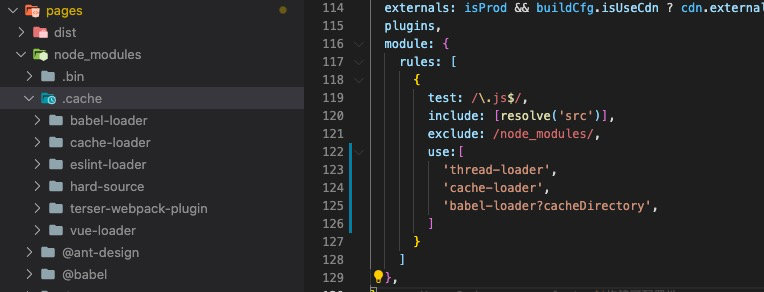 pages
dist
node_modules
.bin
.cache
babel-loader
cache-loader
eslint-loader
hard-source
terser-webpack-plugin
vue-loader
@ant-design
@babel
114 externals: isProd && buildCfg.isUseCdn ? cdn.exter
115 plugins,
116 module: {
117 rules: [
118 {
119 test: /\.js$/,
120 include: [resolve('src')],
121 exclude: /node_modules/,
122 use:[
123 'thread-loader',
124 'cache-loader',
125 'babel-loader?cacheDirectory',
126 ]
127 }
128 ]
129 },